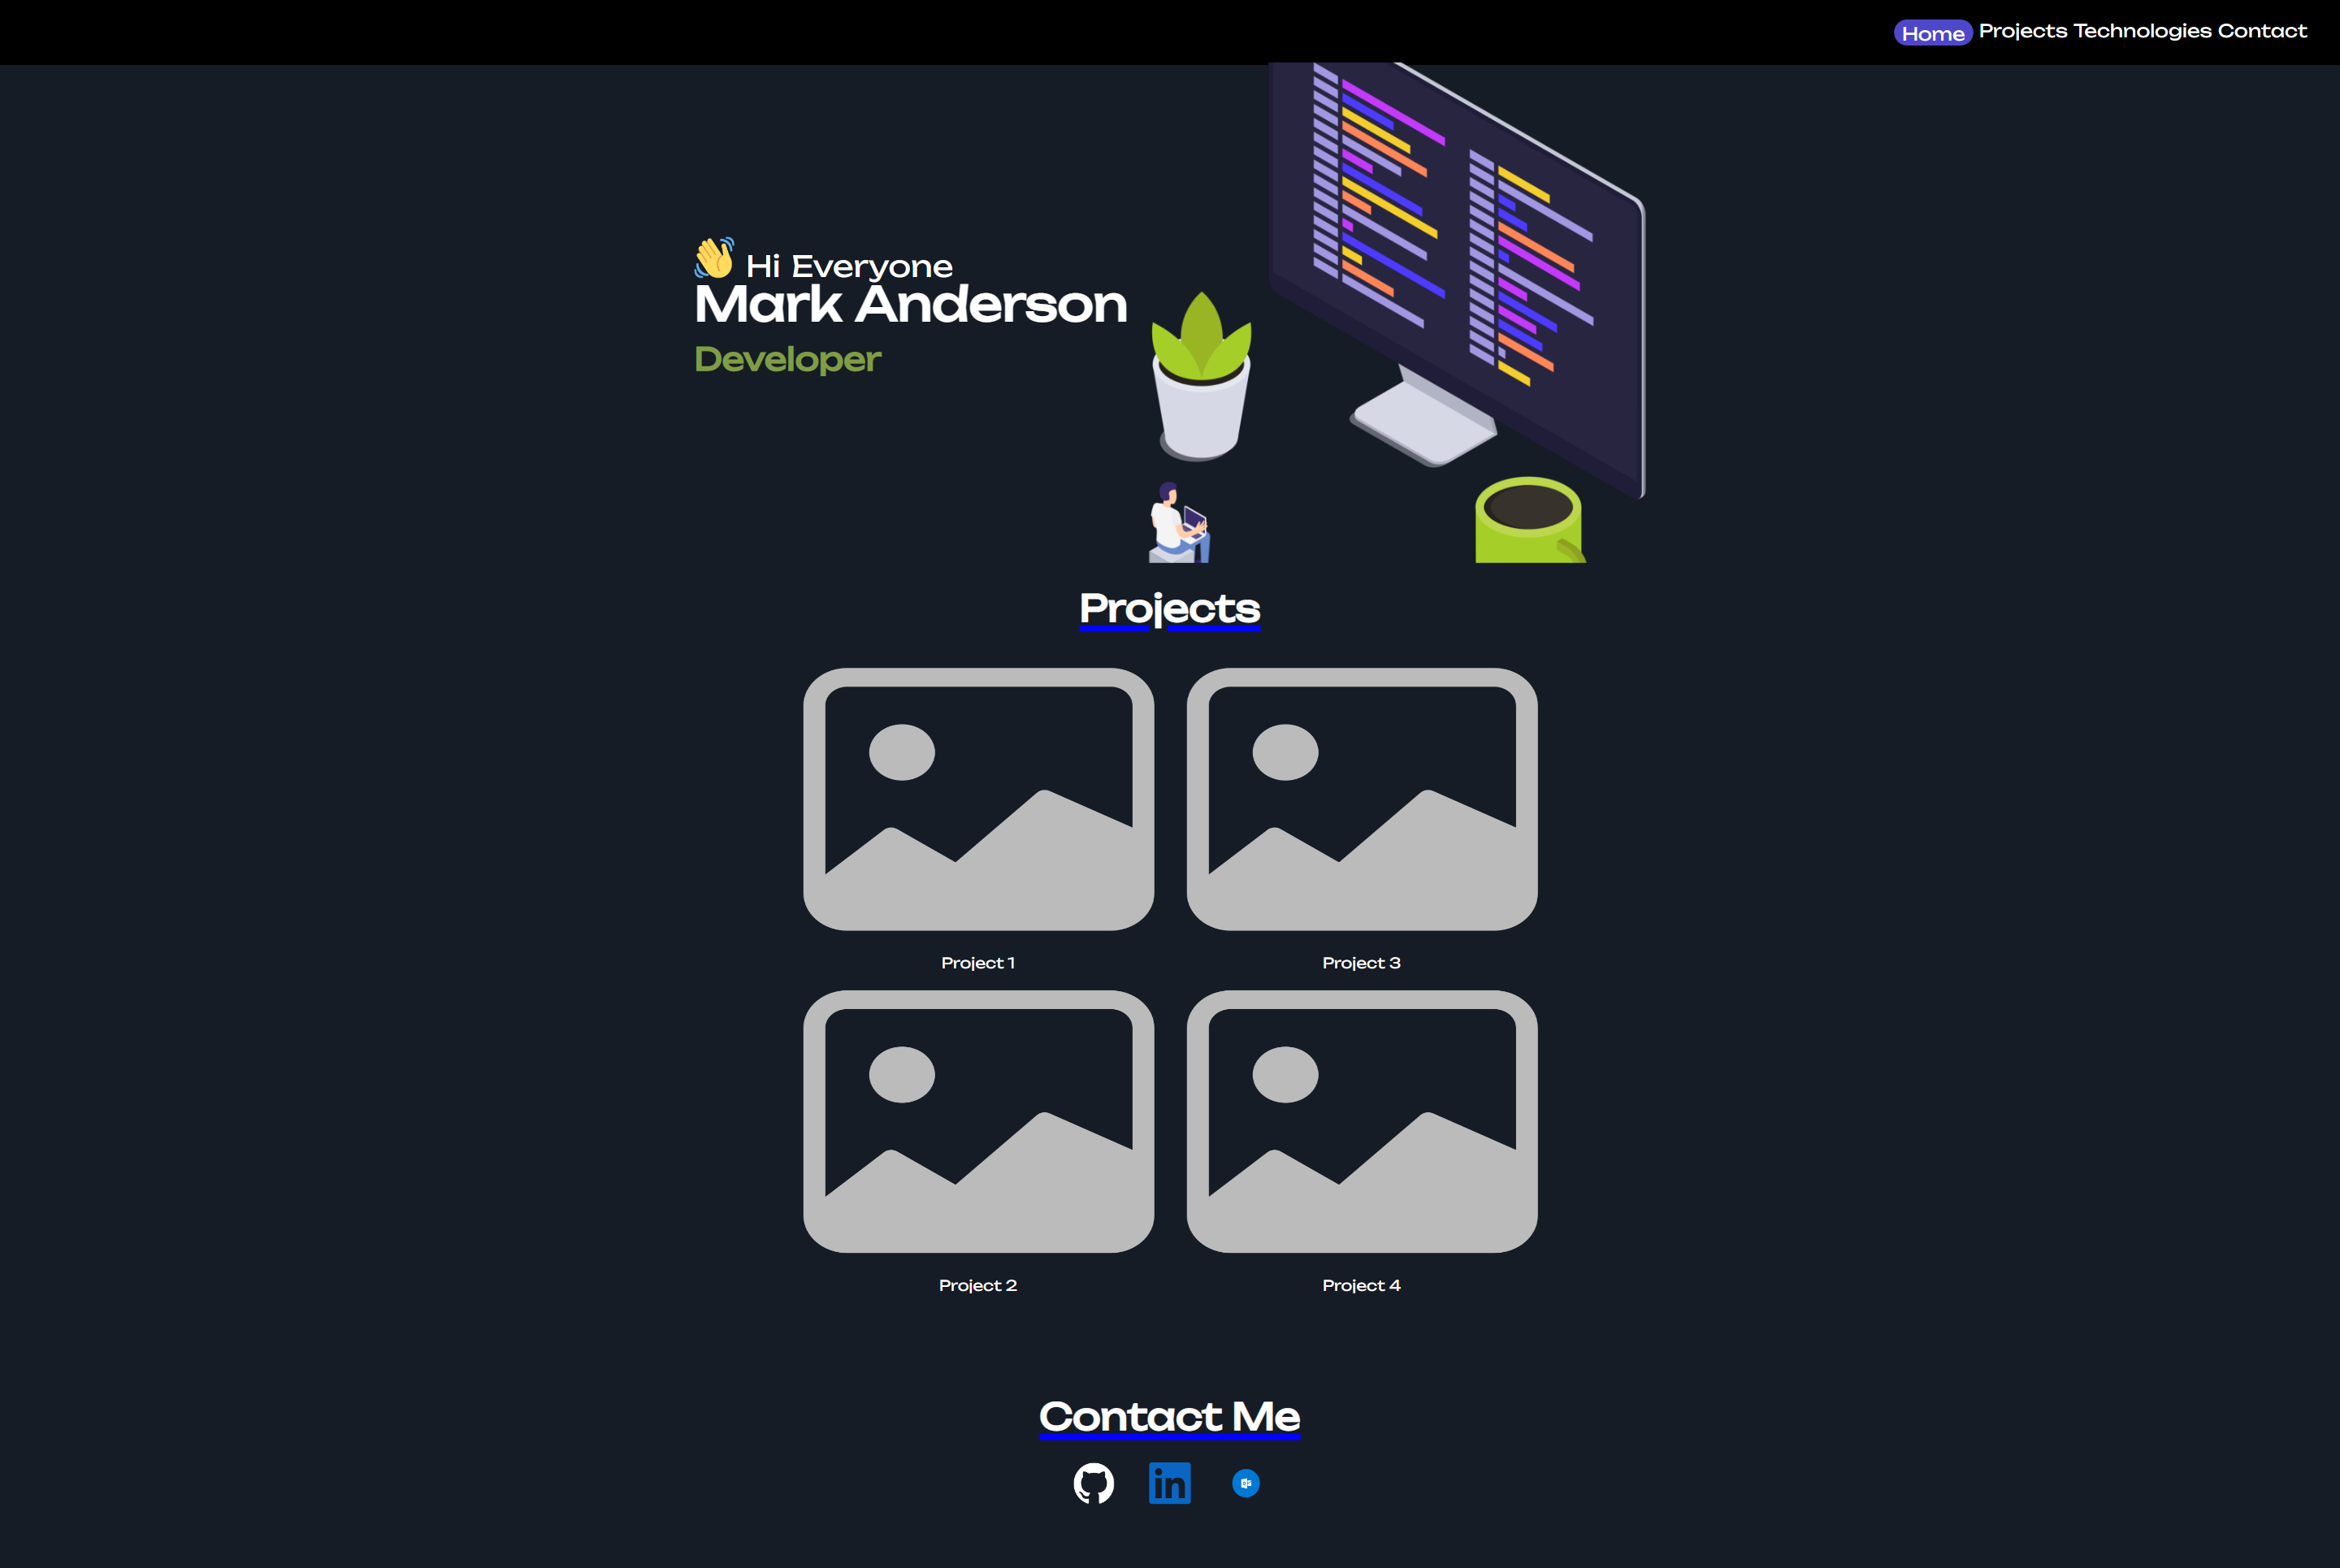 Home Projects Technologies Contact
Hi Everyone
Mark Anderson
Developer
Projects
Project 1
Project 3
Project 2
Project 4
Contact Me
in